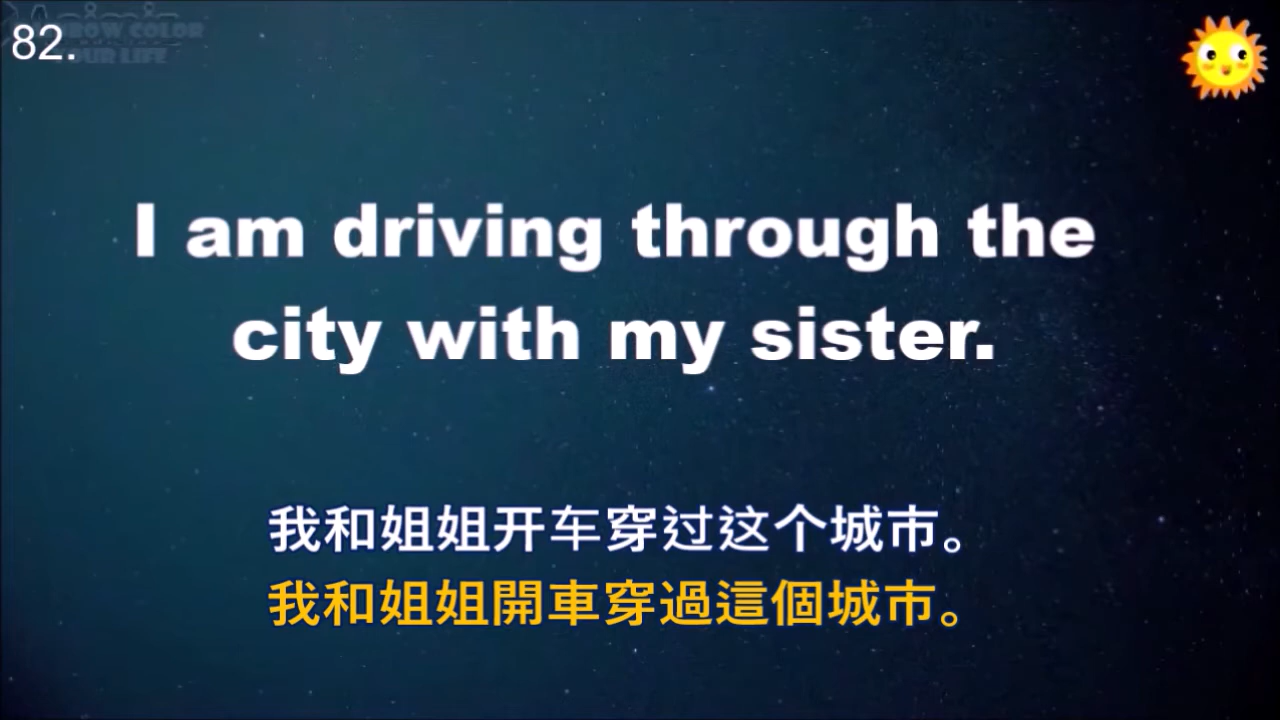 82.
I am driving through the
city with my sister.
我和姐姐开车穿过这个城市。
我和姐姐開車穿過這個城市。